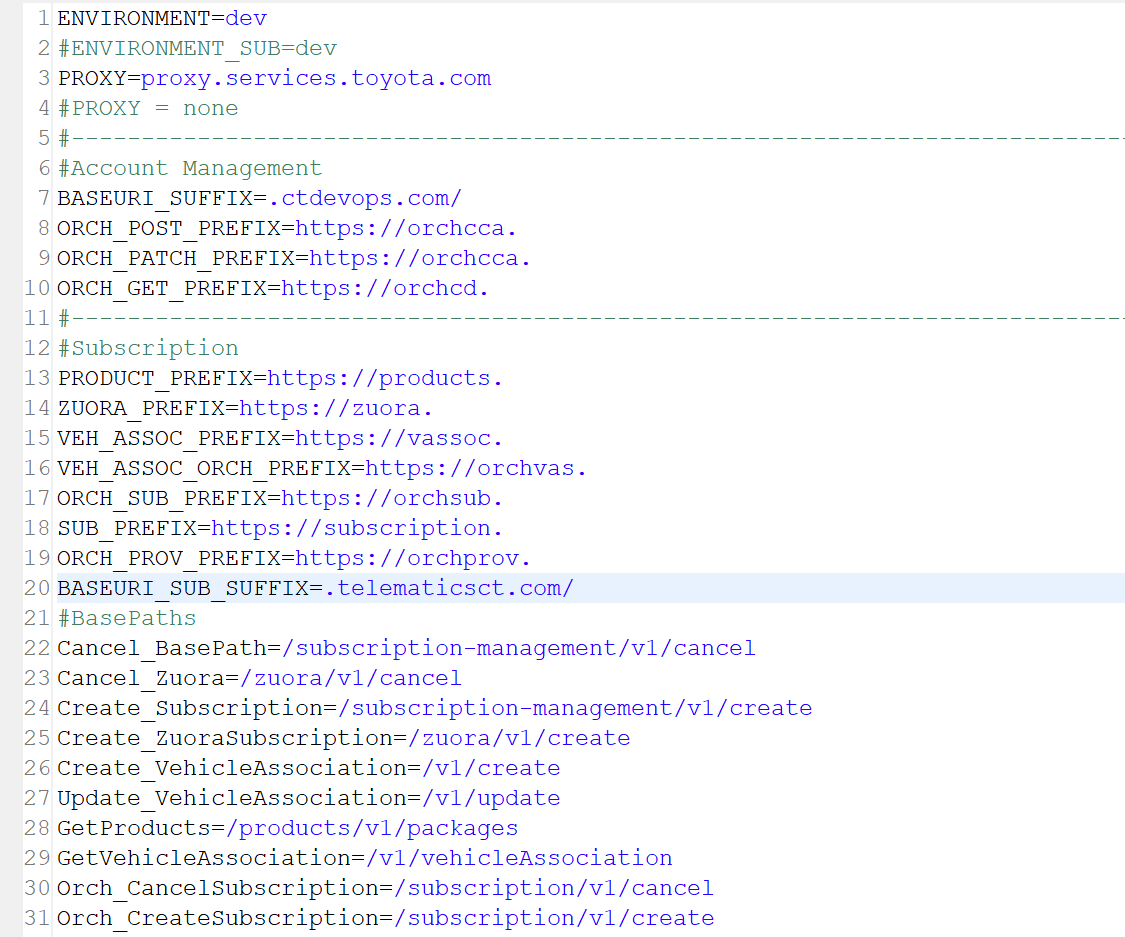 1 ENVIRONMENT=dev
2 #ENVIRONMENT_SUB=dev
3 PROXY=proxy.services.toyota.com
4 #PROXY = none
5 #---------------------------------------------------------------------------
6 #Account Management
7 BASEURI_SUFFIX=.ctdevops.com/
8 ORCH_POST_PREFIX=https://orchcca.
9 ORCH_PATCH_PREFIX=https://orchcca.
10 ORCH_GET_PREFIX=https://orchcd.
11 #---------------------------------------------------------------------------
12 #Subscription
13 PRODUCT_PREFIX=https://products.
14 ZUORA_PREFIX=https://zuora.
15 VEH_ASSOC_PREFIX=https://vassoc.
16 VEH_ASSOC_ORCH_PREFIX=https://orchvas.
17 ORCH_SUB_PREFIX=https://orchsub.
18 SUB_PREFIX=https://subscription.
19 ORCH_PROV_PREFIX=https://orchprov.
20 BASEURI_SUB_SUFFIX=.telematicsct.com/
21 #BasePaths
22 Cancel_BasePath=/subscription-management/v1/cancel
23 Cancel_Zuora=/zuora/v1/cancel
24 Create_Subscription=/subscription-management/v1/create
25 Create_ZuoraSubscription=/zuora/v1/create
26 Create_VehicleAssociation=/v1/create
27 Update_VehicleAssociation=/v1/update
28 GetProducts=/products/v1/packages
29 GetVehicleAssociation=/v1/vehicleAssociation
30 Orch_CancelSubscription=/subscription/v1/cancel
31 Orch_CreateSubscription=/subscription/v1/create